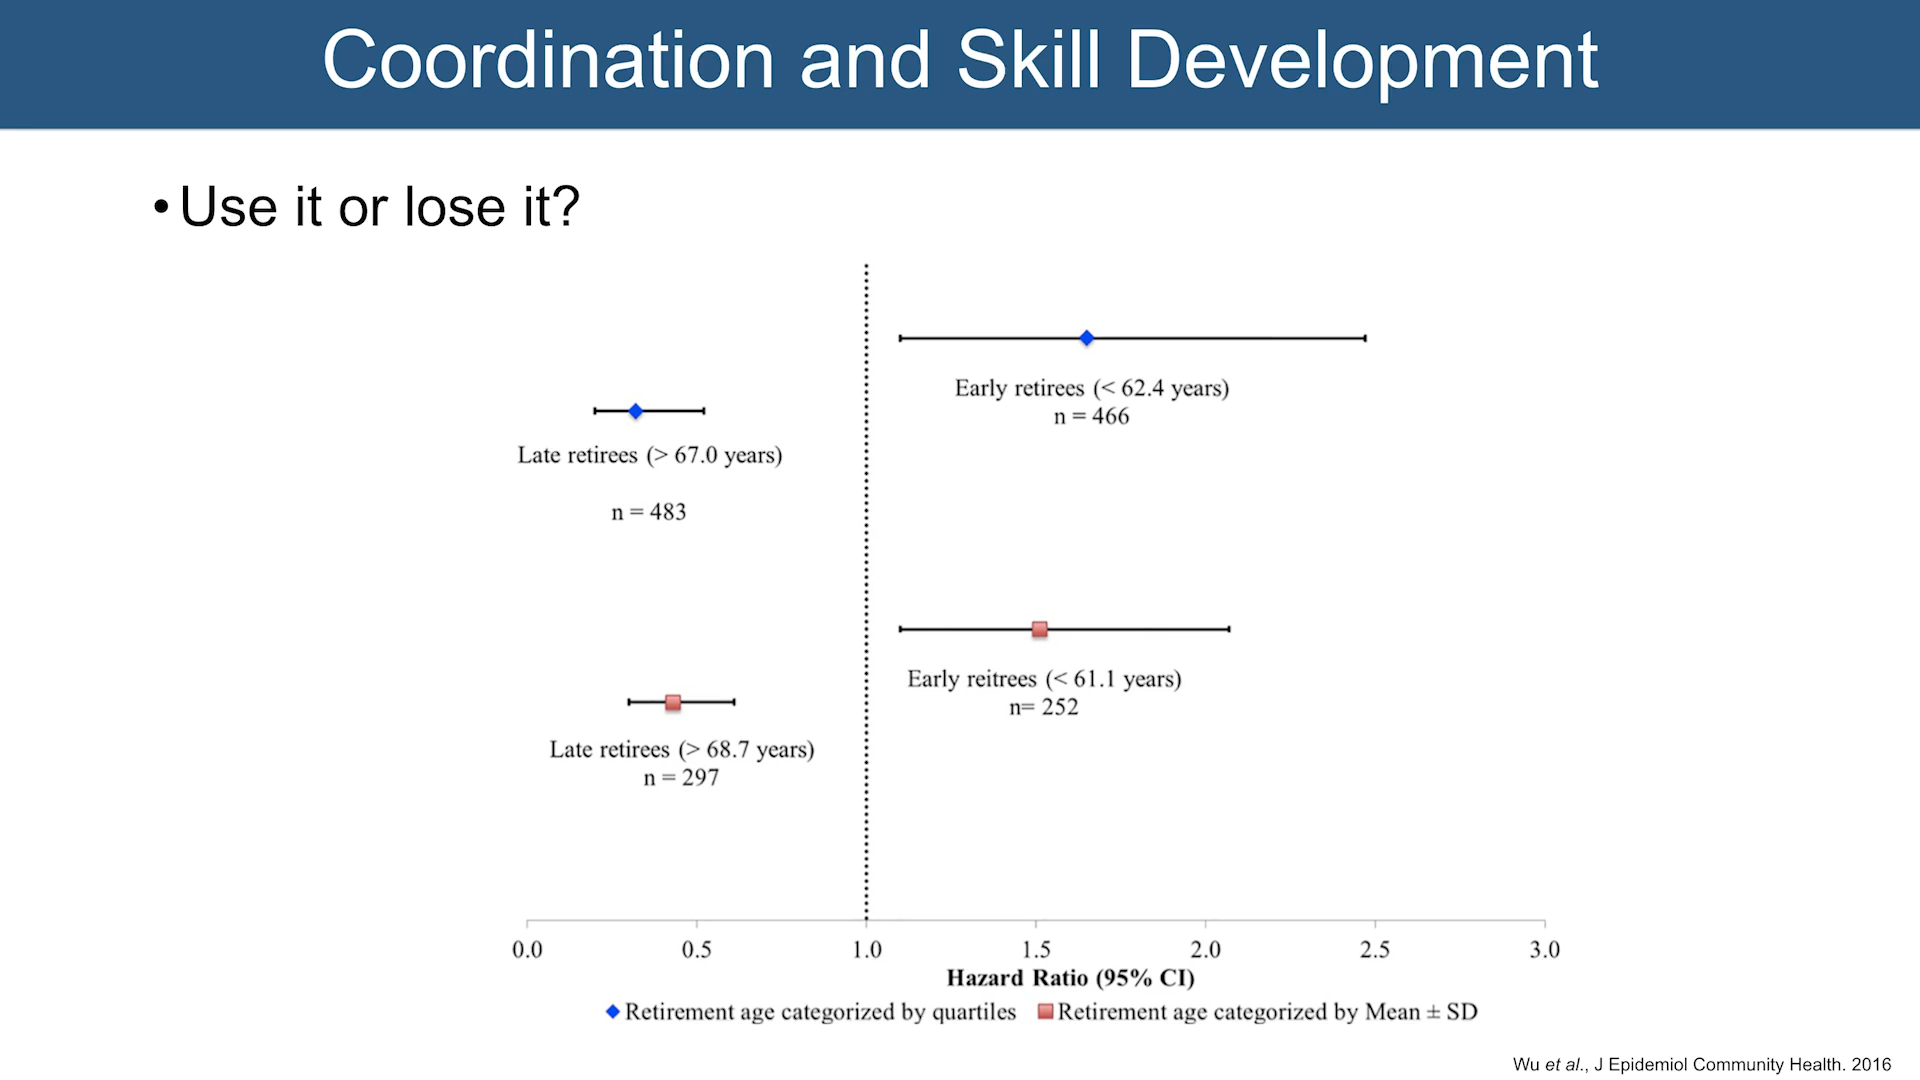 Coordination and Skill Development
• Use it or lose it?
Early retirees (< 62.4 years)
n = 466
Late retirees (> 67.0 years)
n = 483
Early reitrees (< 61.1 years)
n= 252
Late retirees (> 68.7 years)
n = 297
0.0 0.5 1.0 1.5 2.0 2.5 3.0
Hazard Ratio (95% CI)
Retirement age categorized by quartiles Retirement age categorized by Mean ± SD
Wu et al., J Epidemiol Community Health. 2016